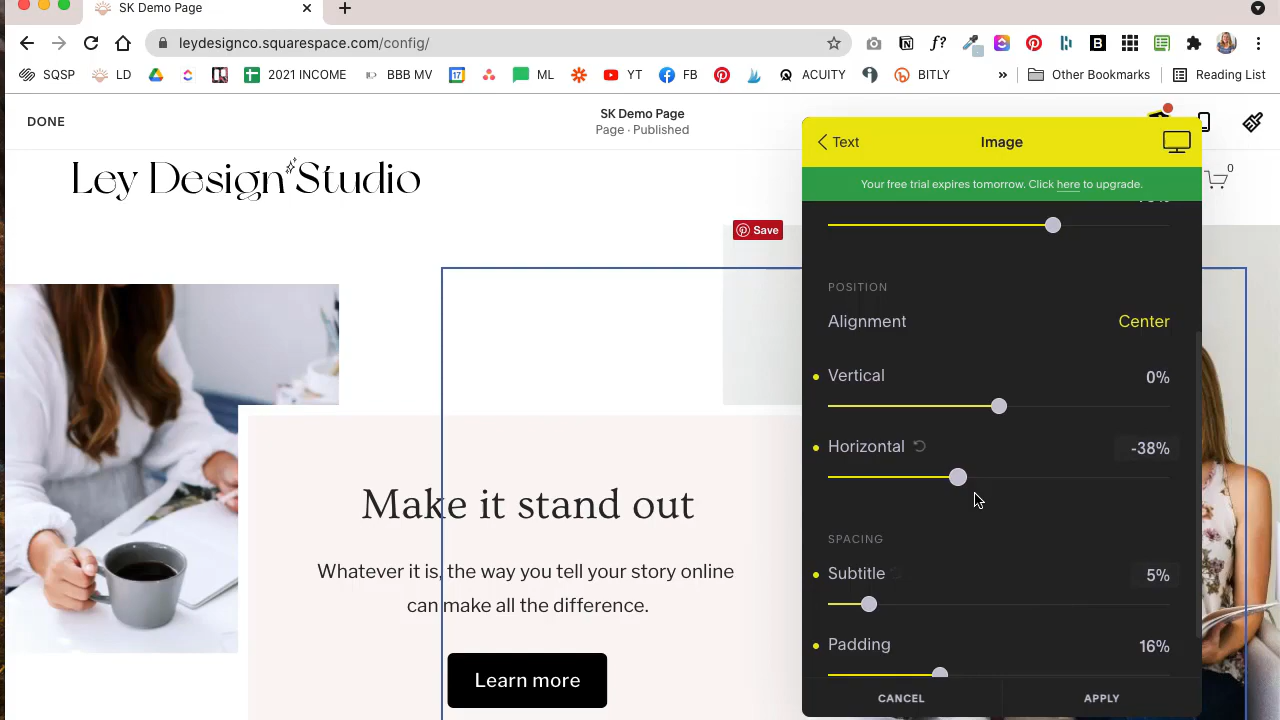 SK Demo Page
leydesignco.squarespace.com/config/
SQSP LD 2021 INCOME BBB MV ML YT FB ACUITY BITLY » Other Bookmarks Reading List
DONE
SK Demo Page
Page · Published
Text
Image
Your free trial expires tomorrow. Click here to upgrade.
Ley Design Studio
0
Save
POSITION
Alignment Center
Vertical 0%
Horizontal -38%
SPACING
Subtitle 5%
Padding 16%
CANCEL APPLY
Make it stand out
Whatever it is, the way you tell your story online
can make all the difference.
Learn more